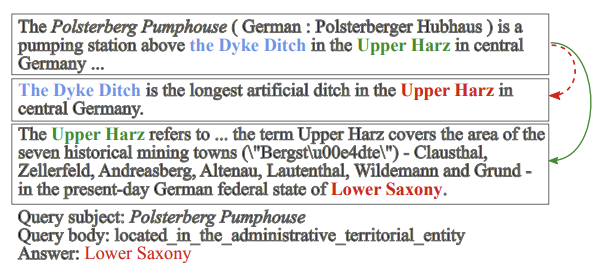 The Polsterberg Pumphouse ( German : Polsterberger Hubhaus ) is a
pumping station above the Dyke Ditch in the Upper Harz in central
Germany ...
The Dyke Ditch is the longest artificial ditch in the Upper Harz in
central Germany.
The Upper Harz refers to ... the term Upper Harz covers the area of the
seven historical mining towns (\"Bergst\u00e4dte\") - Clausthal,
Zellerfeld, Andreasberg, Altenau, Lautenthal, Wildemann and Grund -
in the present-day German federal state of Lower Saxony.
Query subject: Polsterberg Pumphouse
Query body: located_in_the_administrative_territorial_entity
Answer: Lower Saxony